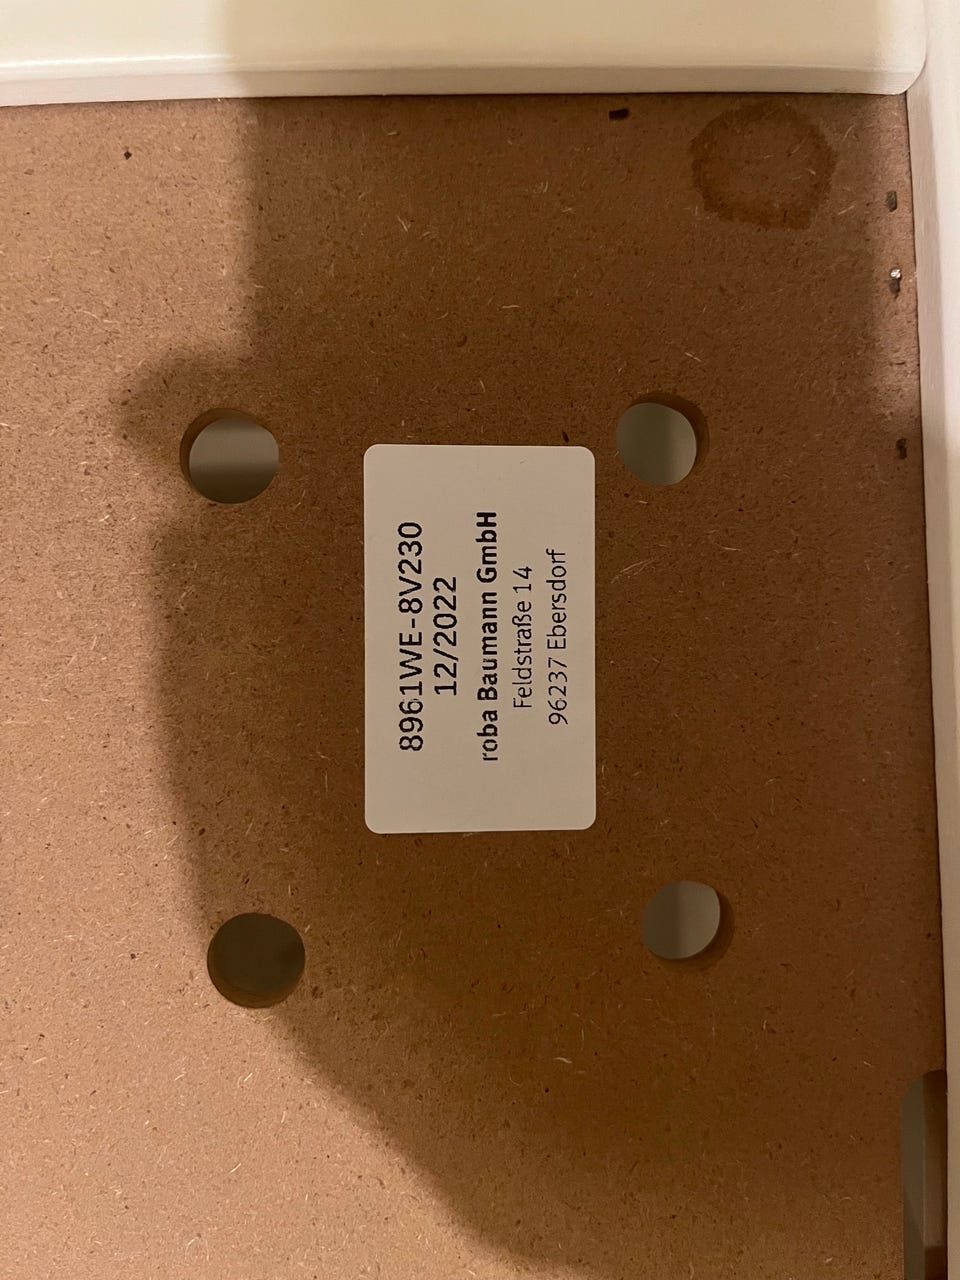 8961WE-8V230
12/2022
roba Baumann GmbH
Feldstraße 14
96237 Ebersdorf